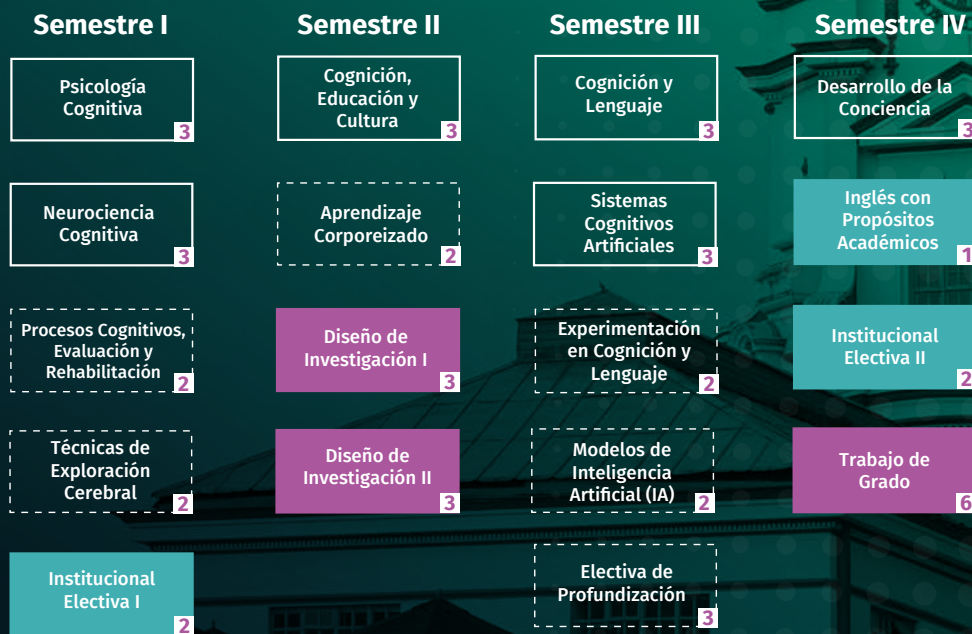 Semestre I
Psicología
Cognitiva
3
Neurociencia
Cognitiva
3
Procesos Cognitivos,
Evaluación y
Rehabilitación
2
Técnicas de
Exploración
Cerebral
2
Institucional
Electiva I
2
Semestre II
Cognición,
Educación y
Cultura
3
Aprendizaje
Corporeizado
2
Diseño de
Investigación I
3
Diseño de
Investigación II
3
Semestre III
Cognición y
Lenguaje
3
Sistemas
Cognitivos
Artificiales
3
Experimentación
en Cognición y
Lenguaje
2
Modelos de
Inteligencia
Artificial (IA)
2
Electiva de
Profundización
3
Semestre IV
Desarrollo de la
Conciencia
3
Inglés con
Propósitos
Académicos
1
Institucional
Electiva II
2
Trabajo de
Grado
6